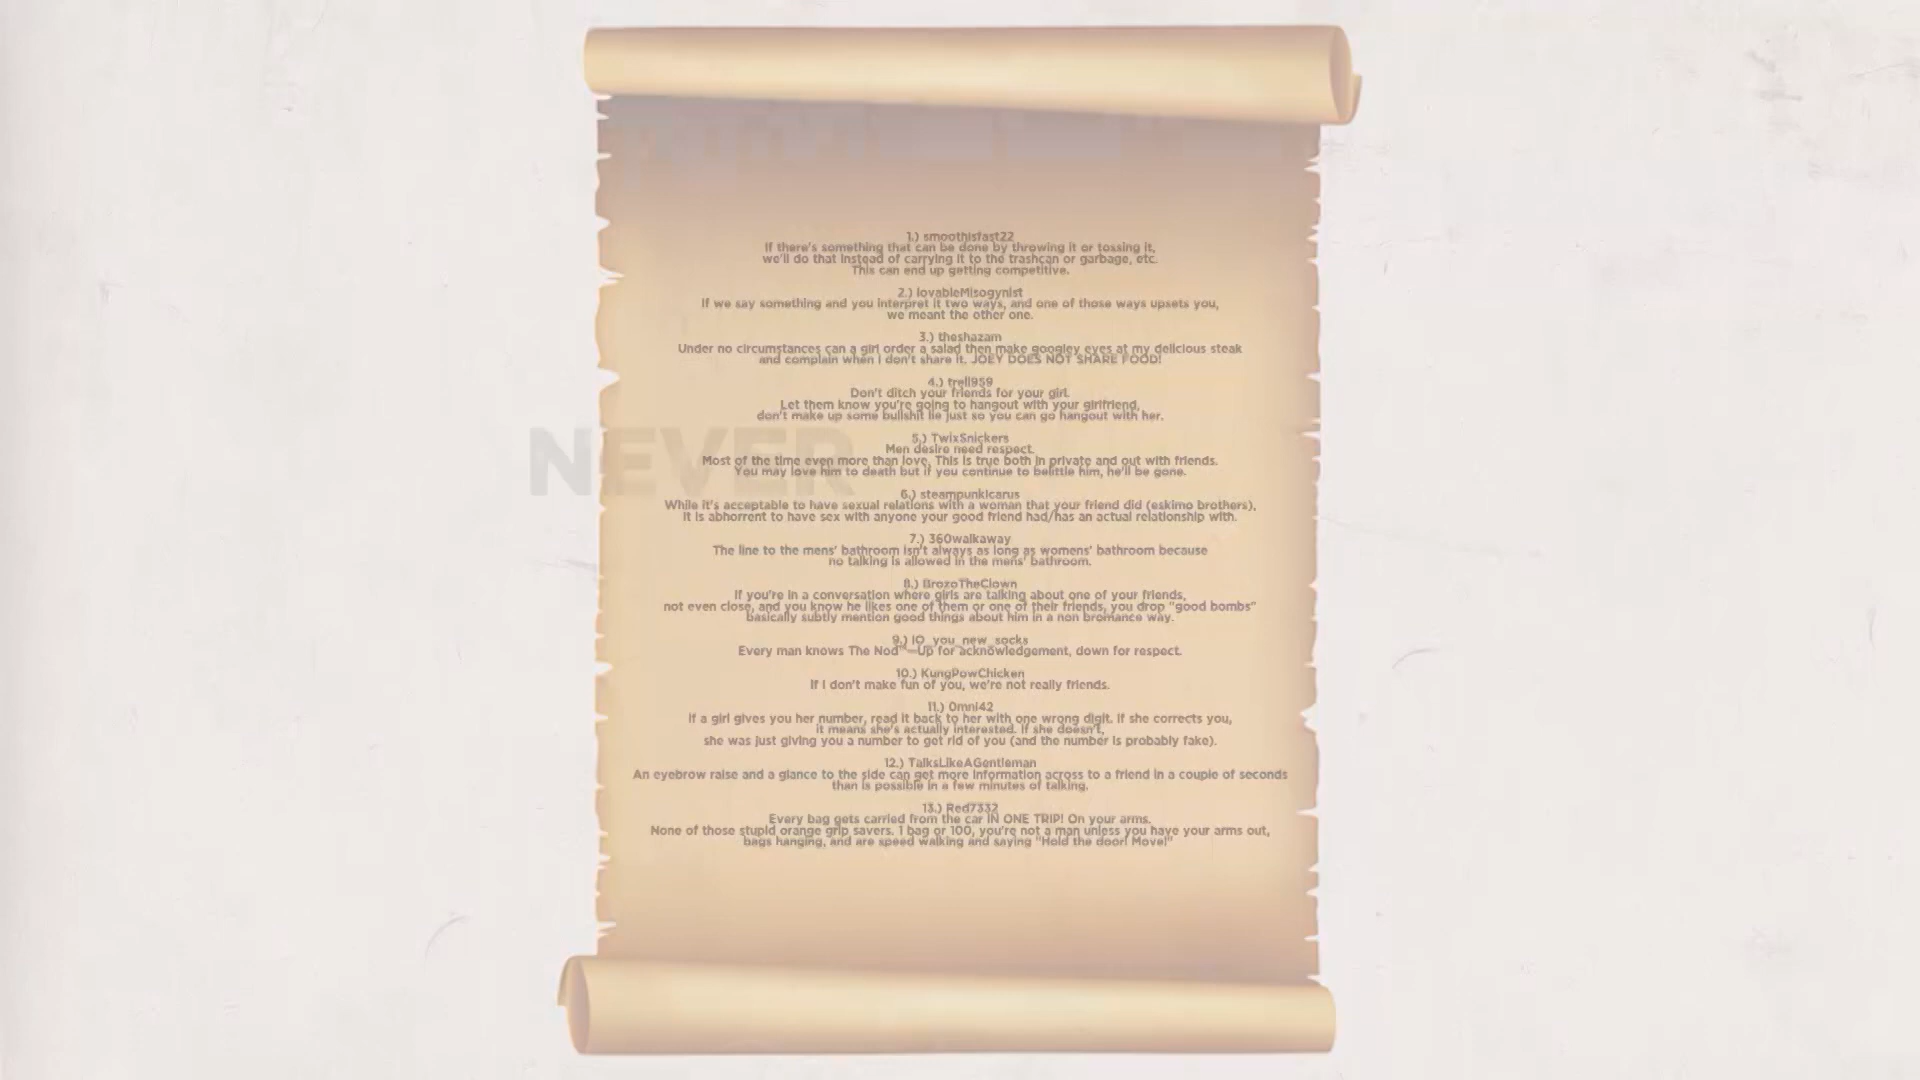 1.) smoothisfast22
If there's something that can be done by throwing it or tossing it,
we'll do that instead of carrying it to the trashcan or garbage, etc.
This can end up getting competitive.
2.) lovableMisogynist
If we say something and you interpret it two ways, and one of those ways upsets you,
we meant the other one.
3.) theshazam
Under no circumstances can a girl order a salad then make googley eyes at my delicious steak
and complain when I don't share it. JOEY DOES NOT SHARE FOOD!
4.) trell959
Don't ditch your friends for your girl.
Let them know you're going to hangout with your girlfriend,
don't make up some bullshit lie just so you can go hangout with her.
NEVER
5.) TwixSnickers
Men desire need respect.
Most of the time even more than love. This is true both in private and out with friends.
You may love him to death but if you continue to belittle him, he'll be gone.
6.) steampunkicarus
While it's acceptable to have sexual relations with a woman that your friend did (eskimo brothers),
it is abhorrent to have sex with anyone your good friend had/has an actual relationship with.
7.) 360walkaway
The line to the mens' bathroom isn't always as long as womens' bathroom because
no talking is allowed in the mens' bathroom.
8.) BrozoTheClown
If you're in a conversation where girls are talking about one of your friends,
not even close, and you know he likes one of them or one of their friends, you drop "good bombs"
basically subtly mention good things about him in a non bromance way.
9.) IO_you_new_socks
Every man knows The Nod™—Up for acknowledgement, down for respect.
10.) KungPowChicken
If I don't make fun of you, we're not really friends.
11.) Omni42
If a girl gives you her number, read it back to her with one wrong digit. If she corrects you,
it means she's actually interested. If she doesn't,
she was just giving you a number to get rid of you (and the number is probably fake).
12.) TalksLikeAGentleman
An eyebrow raise and a glance to the side can get more information across to a friend in a couple of seconds
than is possible in a few minutes of talking.
13.) Red7332
Every bag gets carried from the car IN ONE TRIP! On your arms.
None of those stupid orange grip savers. 1 bag or 100, you're not a man unless you have your arms out,
bags hanging, and are speed walking and saying "Hold the door! Move!"